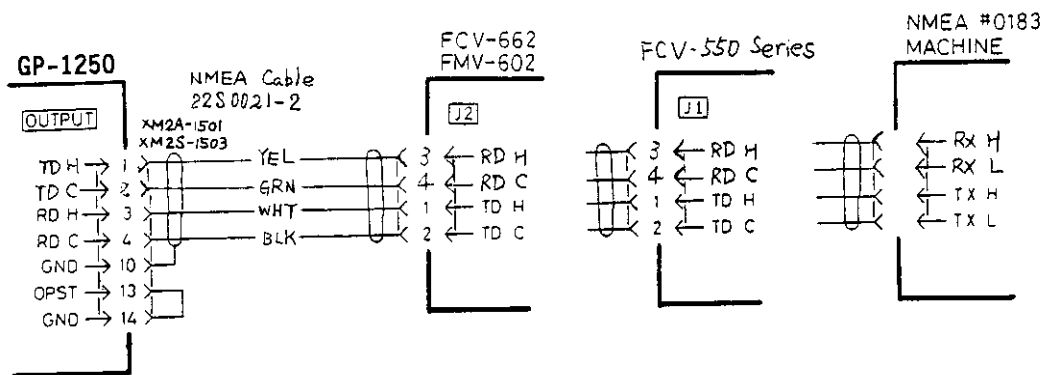 GP-1250
OUTPUT
NMEA Cable
22S0021-2
XM2A-1501
XM2S-1503
TD H 1 YEL
TD C 2 GRN
RD H 3 WHT
RD C 4 BLK
GND 10
OPST 13
GND 14
FCV-662
FMV-602
J2
3 RD H
4 RD C
1 TD H
2 TD C
FCV-550 Series
J1
3 RD H
4 RD C
1 TD H
2 TD C
NMEA #0183
MACHINE
Rx H
RX L
TX H
TX L